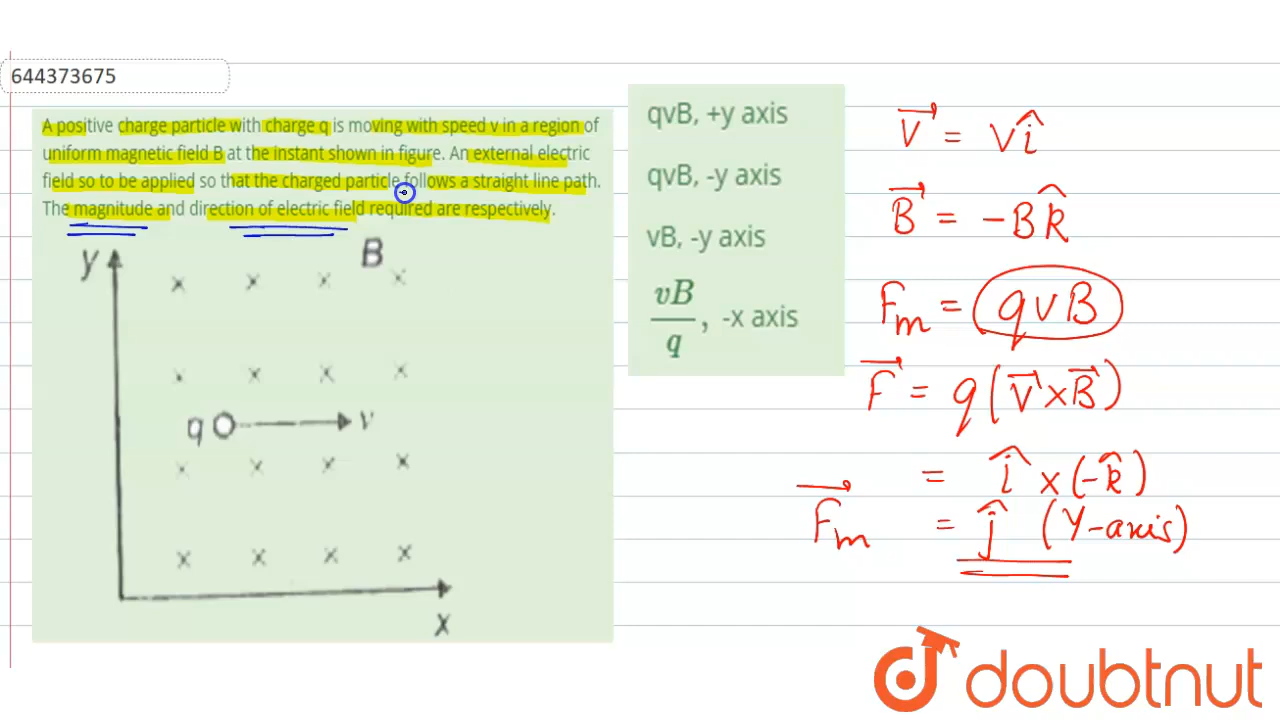 644373675
A positive charge particle with charge q is moving with speed v in a region of
uniform magnetic field B at the instant shown in figure. An external electric
field so to be applied so that the charged particle follows a straight line path.
The magnitude and direction of electric field required are respectively.
y
B
× × × ×
× × × ×
q v
× × × ×
× × × ×
x
qvB, +y axis
qvB, -y axis
vB, -y axis
vB/q, -x axis
V⃗ = Vî
B⃗ = -Bk̂
Fm = qvB
F⃗ = q(V⃗×B⃗)
= î × (-k̂)
F⃗m = ĵ (Y-axis)
doubtnut